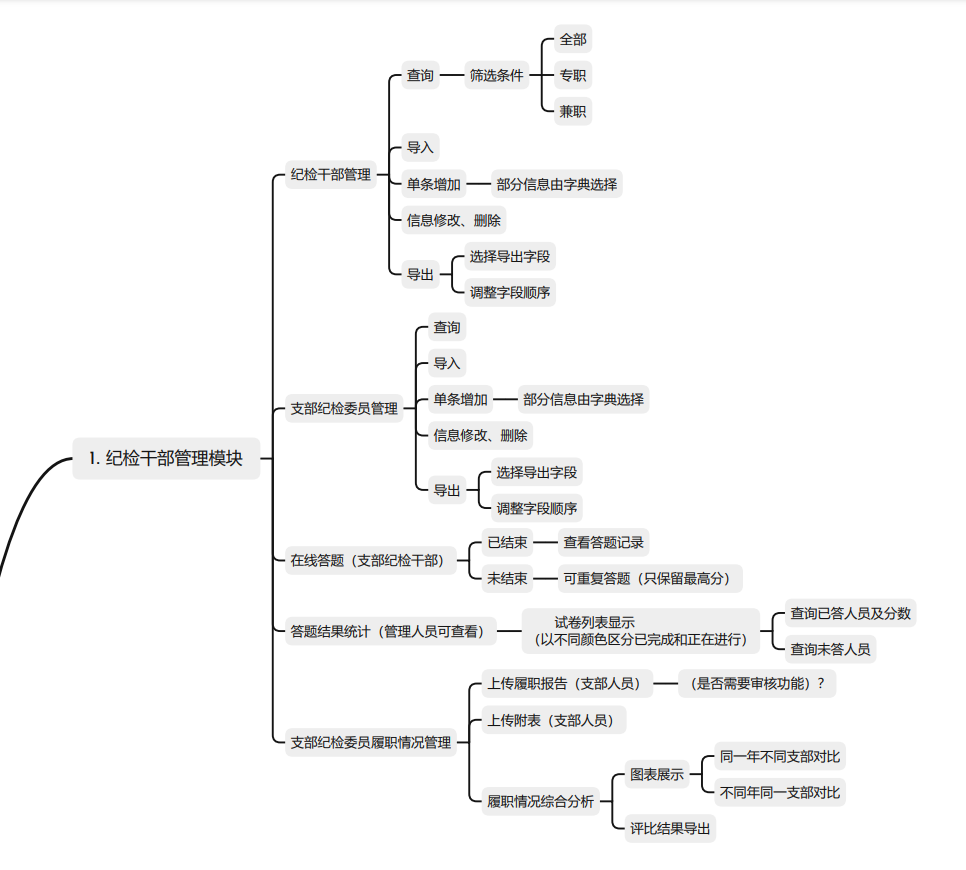 1. 纪检干部管理模块
纪检干部管理
查询
筛选条件
全部
专职
兼职
导入
单条增加
部分信息由字典选择
信息修改、删除
导出
选择导出字段
调整字段顺序
支部纪检委员管理
查询
导入
单条增加
部分信息由字典选择
信息修改、删除
导出
选择导出字段
调整字段顺序
在线答题（支部纪检干部）
已结束
查看答题记录
未结束
可重复答题（只保留最高分）
答题结果统计（管理人员可查看）
试卷列表显示
（以不同颜色区分已完成和正在进行）
查询已答人员及分数
查询未答人员
支部纪检委员履职情况管理
上传履职报告（支部人员）
（是否需要审核功能）？
上传附表（支部人员）
履职情况综合分析
图表展示
同一年不同支部对比
不同年同一支部对比
评比结果导出